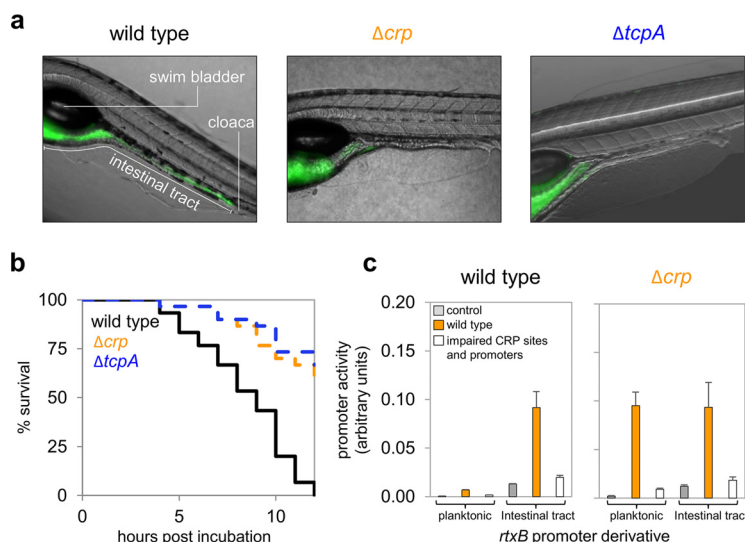 a
wild type
Δcrp
ΔtcpA
swim bladder
cloaca
intestinal tract
b
% survival
100
75
50
25
0
wild type
Δcrp
ΔtcpA
0
5
10
hours post incubation
c
wild type
Δcrp
promoter activity
(arbitrary units)
0.20
0.15
0.10
0.05
0.00
control
wild type
impaired CRP sites
and promoters
planktonic
Intestinal tract
planktonic
Intestinal tract
rtxB promoter derivative